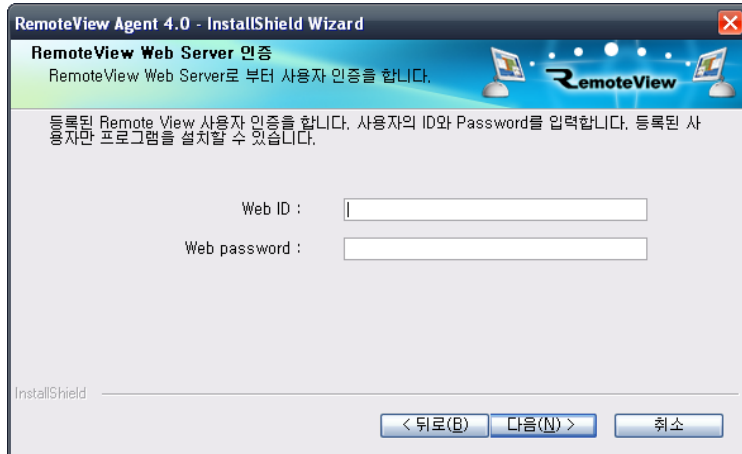 RemoteView Agent 4.0 - InstallShield Wizard
RemoteView Web Server 인증
RemoteView Web Server로 부터 사용자 인증을 합니다.
RemoteView
등록된 Remote View 사용자 인증을 합니다. 사용자의 ID와 Password를 입력합니다. 등록된 사
용자만 프로그램을 설치할 수 있습니다.
Web ID :
Web password :
InstallShield
< 뒤로(B) 다음(N) > 취소